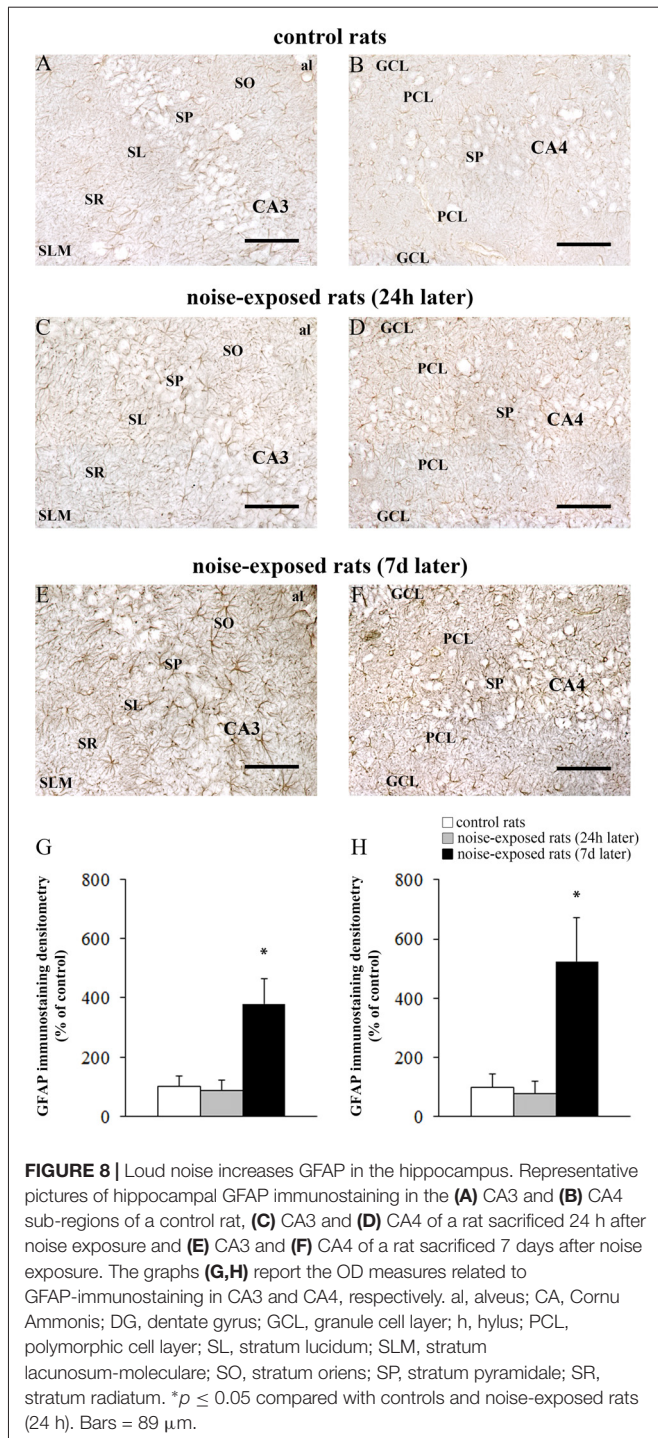 control rats
A
al
SO
SP
SL
SR
CA3
SLM
B
GCL
PCL
SP
CA4
PCL
GCL
noise-exposed rats (24h later)
C
al
SO
SP
SL
CA3
SR
SLM
D
GCL
PCL
SP
CA4
PCL
GCL
noise-exposed rats (7d later)
E
al
SO
SP
SL
CA3
SR
SLM
F
GCL
PCL
SP
CA4
PCL
GCL
control rats
noise-exposed rats (24h later)
noise-exposed rats (7d later)
G
GFAP immunostaining densitometry
(% of control)
800
600
400
200
0
*
H
GFAP immunostaining densitometry
(% of control)
800
600
400
200
0
*
FIGURE 8 | Loud noise increases GFAP in the hippocampus. Representative
pictures of hippocampal GFAP immunostaining in the (A) CA3 and (B) CA4
sub-regions of a control rat, (C) CA3 and (D) CA4 of a rat sacrificed 24 h after
noise exposure and (E) CA3 and (F) CA4 of a rat sacrificed 7 days after noise
exposure. The graphs (G,H) report the OD measures related to
GFAP-immunostaining in CA3 and CA4, respectively. al, alveus; CA, Cornu
Ammonis; DG, dentate gyrus; GCL, granule cell layer; h, hylus; PCL,
polymorphic cell layer; SL, stratum lucidum; SLM, stratum
lacunosum-moleculare; SO, stratum oriens; SP, stratum pyramidale; SR,
stratum radiatum. *p ≤ 0.05 compared with controls and noise-exposed rats
(24 h). Bars = 89 μm.